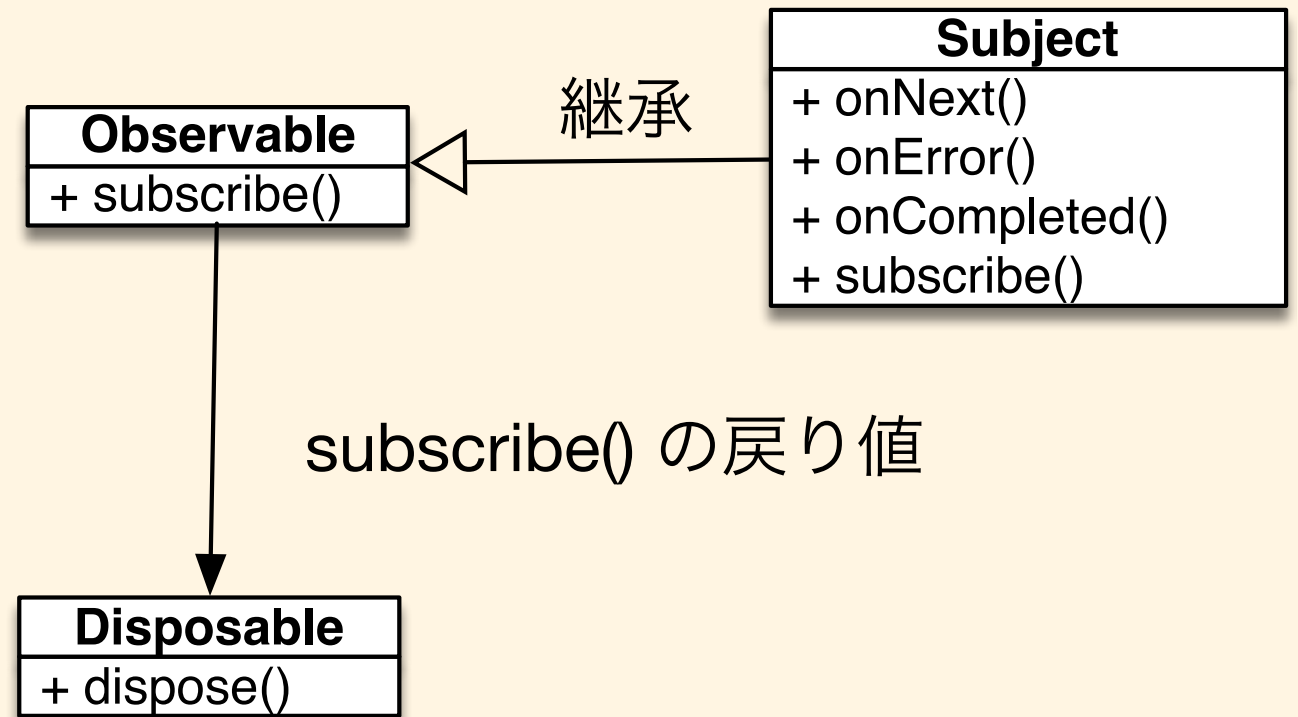 Subject
+ onNext()
+ onError()
+ onCompleted()
+ subscribe()
継承
Observable
+ subscribe()
subscribe() の戻り値
Disposable
+ dispose()